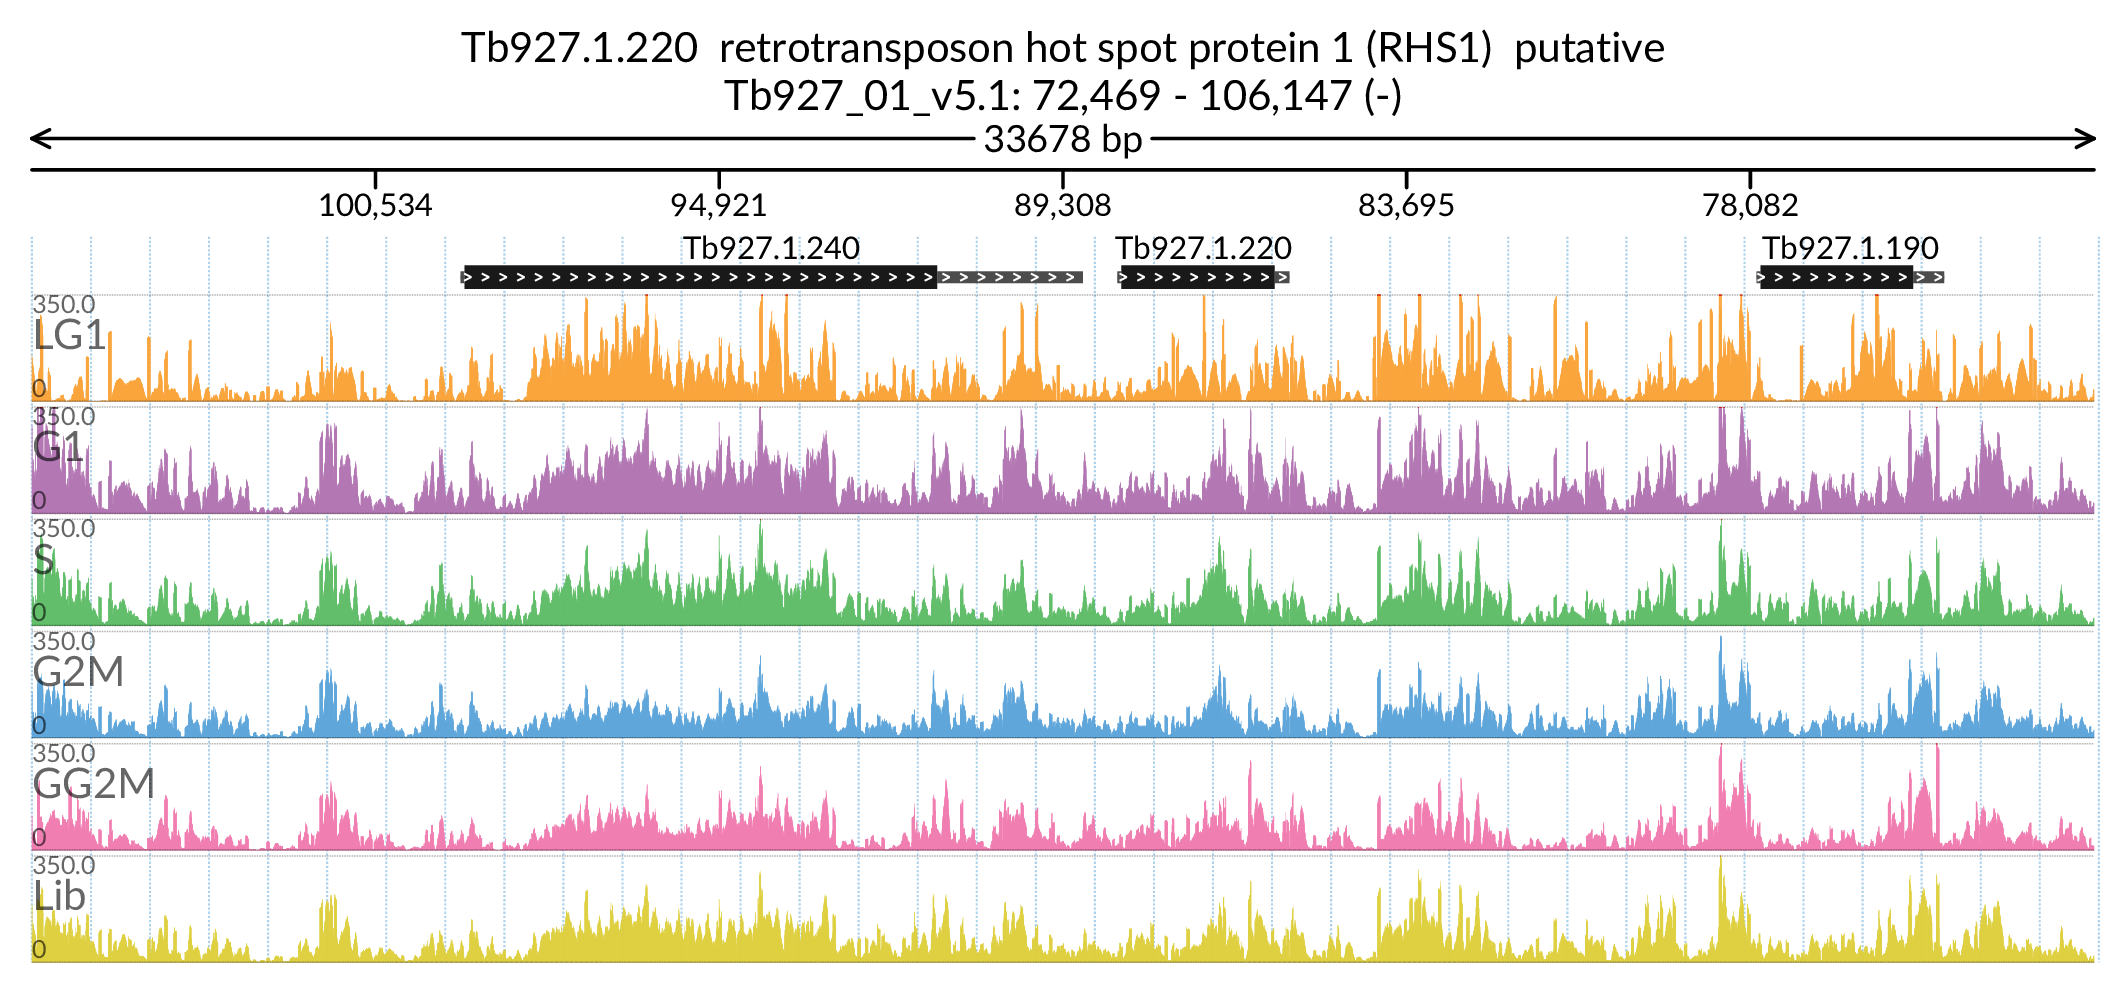 Tb927.1.220  retrotransposon hot spot protein 1 (RHS1)  putative
Tb927_01_v5.1: 72,469 - 106,147 (-)
33678 bp
100,534 94,921 89,308 83,695 78,082
Tb927.1.240 Tb927.1.220 Tb927.1.190
350.0
LG1
0
350.0
G1
0
350.0
S
0
350.0
G2M
0
350.0
GG2M
0
350.0
Lib
0